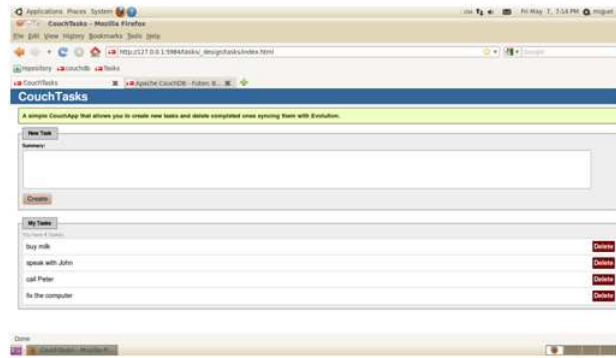 Applications Places System
Fri May 7, 7:54 PM miguel
CouchTasks - Mozilla Firefox
File Edit View History Bookmarks Tools Help
http://127.0.0.1:5984/tasks/_design/tasks/index.html
Google
repository couchdb Tasks
CouchTasks
Apache CouchDB - Futon: B...
CouchTasks
A simple CouchApp that allows you to create new tasks and delete completed ones syncing them with Evolution.
New Task
Summary:
Create
My Tasks
You have 4 tasks
buy milk
Delete
speak with John
Delete
call Peter
Delete
fix the computer
Delete
Done
CouchTasks - Mozilla F...